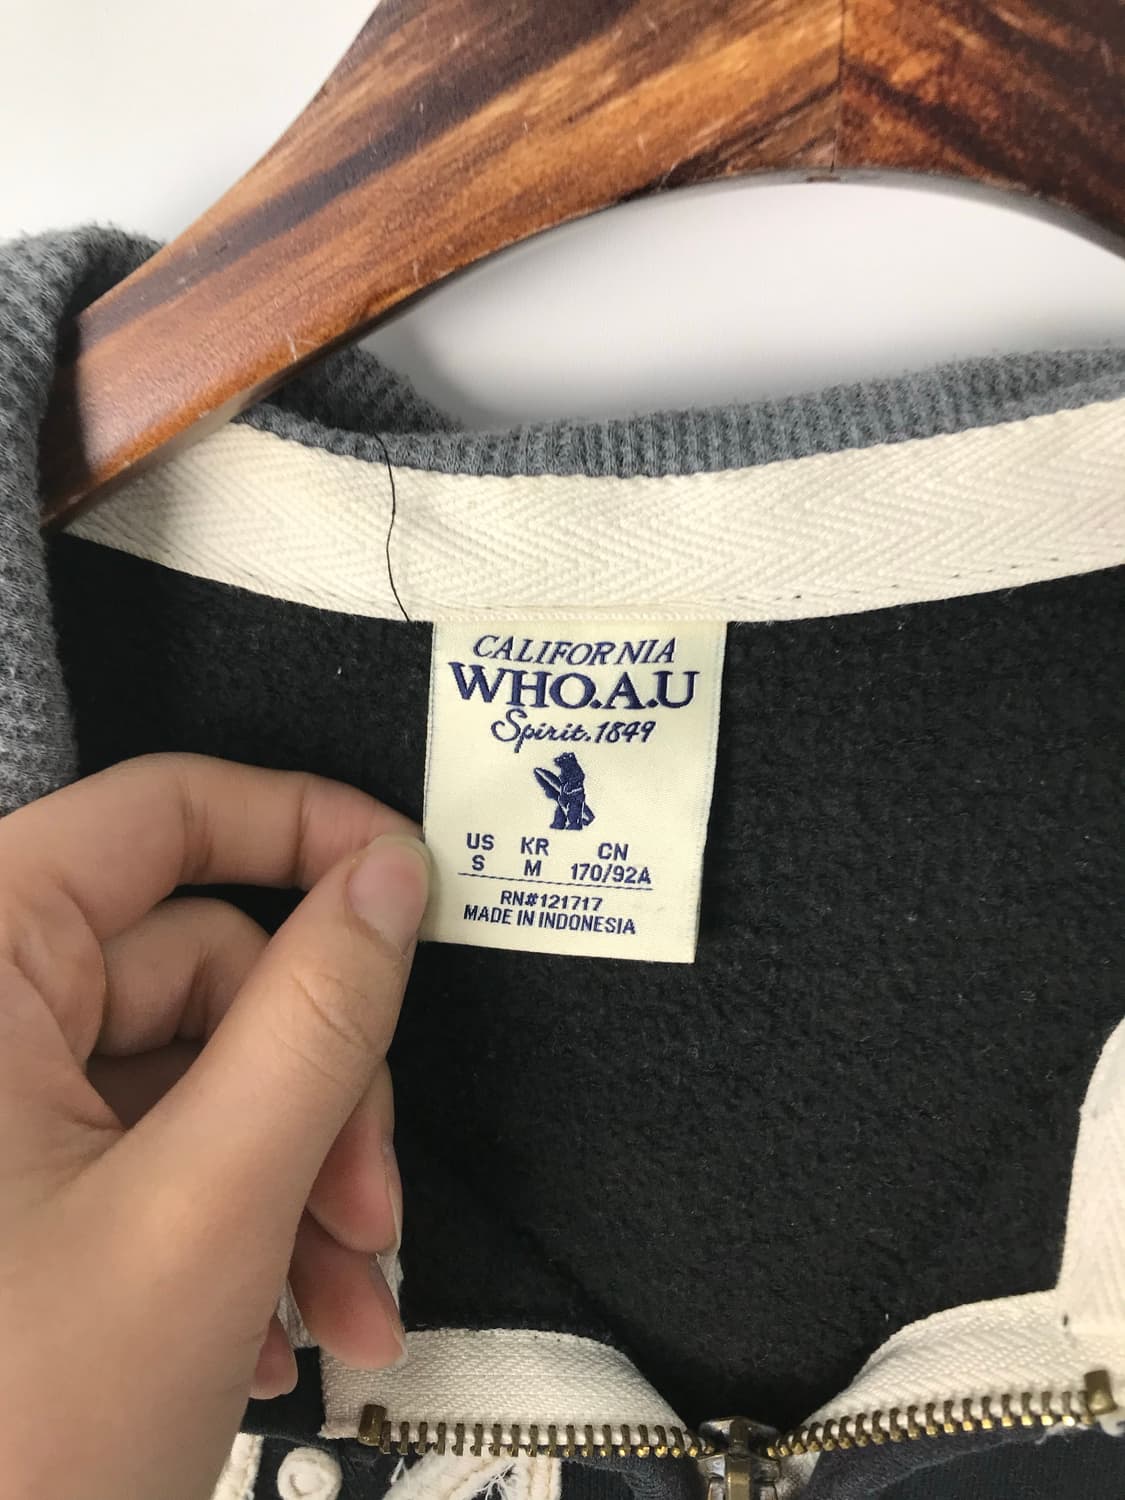 CALIFORNIA
WHO.A.U
Spirit.1849
US KR CN
S M 170/92A
RN#121717
MADE IN INDONESIA